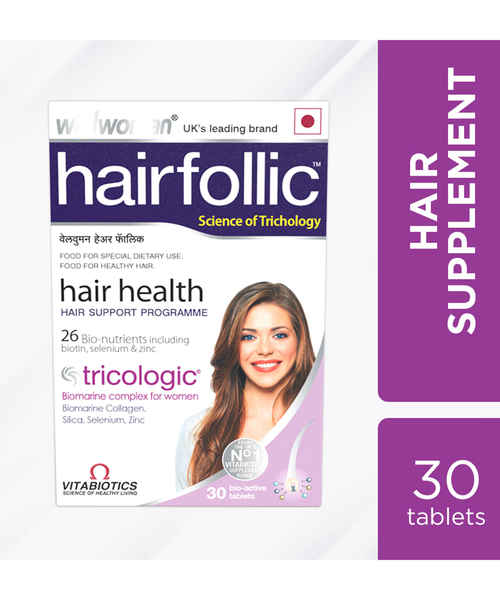 wellwoman® UK's leading brand
hairfollic™
Science of Trichology
वेलवुमन हेअर फॅालिक
FOOD FOR SPECIAL DIETARY USE.
FOOD FOR HEALTHY HAIR.
hair health
HAIR SUPPORT PROGRAMME
26 Bio-nutrients including
biotin, selenium & zinc
tricologic®
Biomarine complex for women
Biomarine Collagen,
Silica, Selenium, Zinc
No1
VITABIOTICS
SCIENCE OF HEALTHY LIVING
30 bio-active
tablets
HAIR
SUPPLEMENT
30
tablets